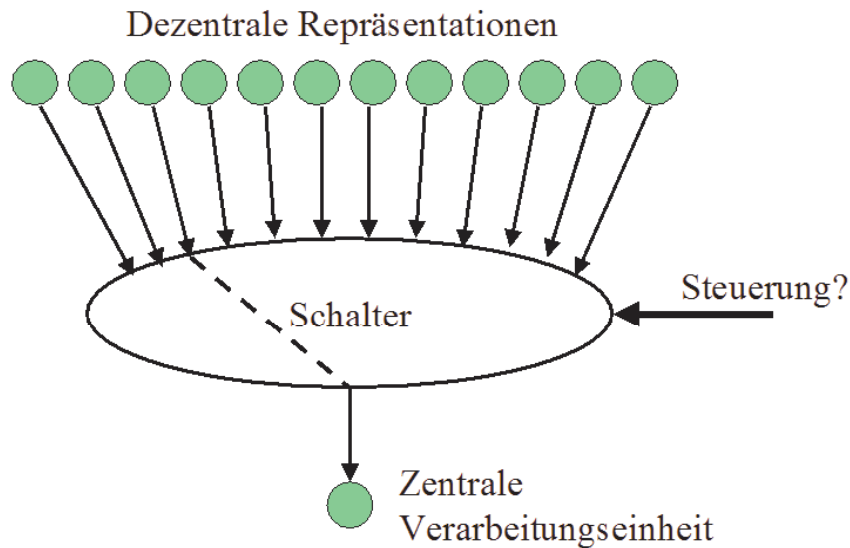 Dezentrale Repräsentationen
Steuerung?
Schalter
Zentrale
Verarbeitungseinheit